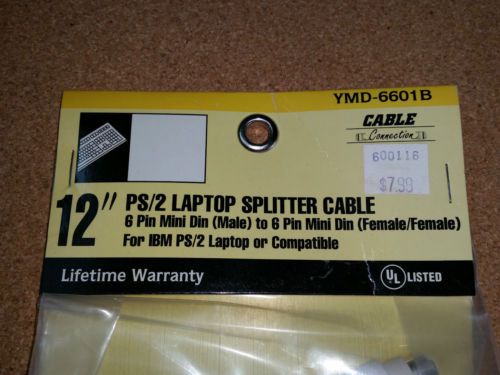 YMD-6601B
CABLE
Connection
600116
$7.99
12" PS/2 LAPTOP SPLITTER CABLE
6 Pin Mini Din (Male) to 6 Pin Mini Din (Female/Female)
For IBM PS/2 Laptop or Compatible
Lifetime Warranty
UL LISTED